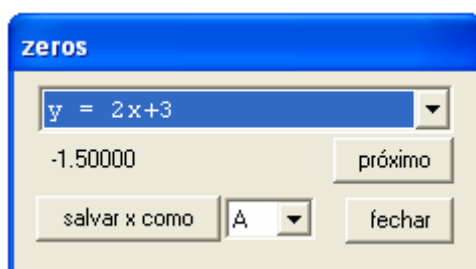 zeros
y = 2x+3
-1.50000 próximo
salvar x como A fechar